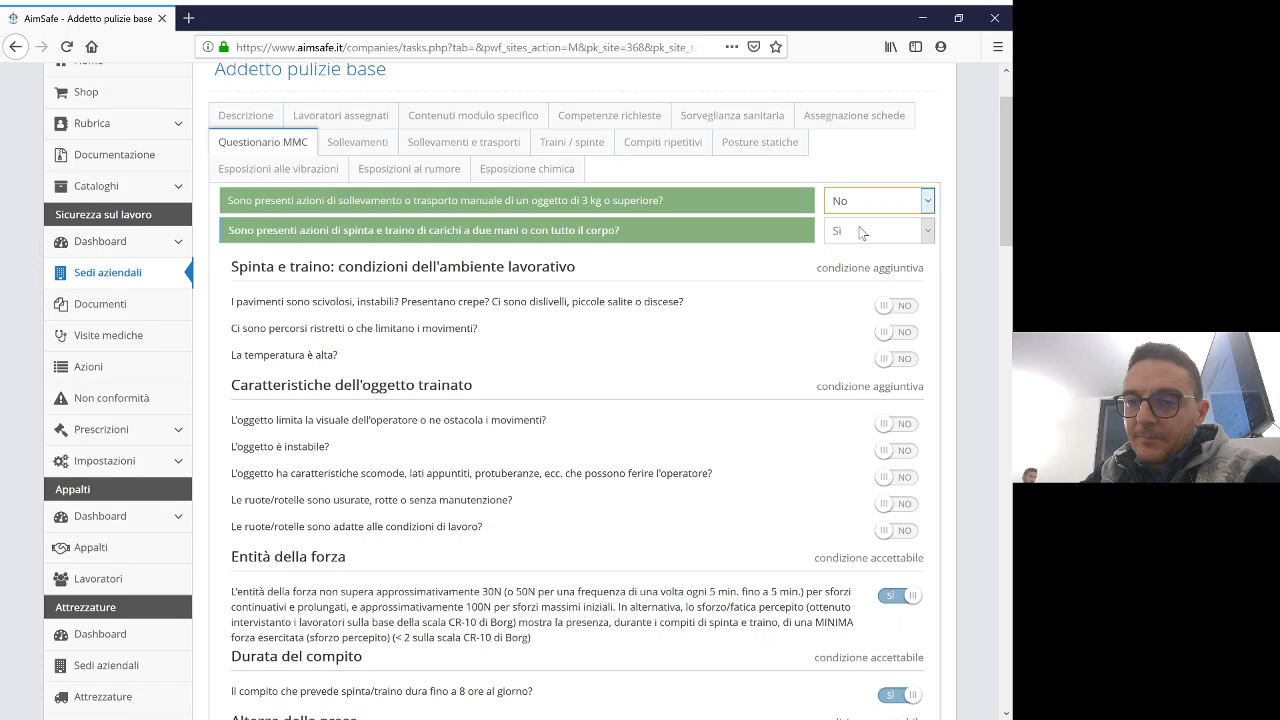 AimSafe - Addetto pulizie base
https://www.aimsafe.it/companies/tasks.php?tab=&pwf_sites_action=M&pk_site=368&pk_site_t
Addetto pulizie base
Home
Shop
Rubrica
Documentazione
Cataloghi
Sicurezza sul lavoro
Dashboard
Sedi aziendali
Documenti
Visite mediche
Azioni
Non conformità
Prescrizioni
Impostazioni
Appalti
Dashboard
Appalti
Lavoratori
Attrezzature
Dashboard
Sedi aziendali
Attrezzature
Descrizione Lavoratori assegnati Contenuti modulo specifico Competenze richieste Sorveglianza sanitaria Assegnazione schede
Questionario MMC Sollevamenti Sollevamenti e trasporti Traini / spinte Compiti ripetitivi Posture statiche
Esposizioni alle vibrazioni Esposizioni al rumore Esposizione chimica
Sono presenti azioni di sollevamento o trasporto manuale di un oggetto di 3 kg o superiore? No
Sono presenti azioni di spinta e traino di carichi a due mani o con tutto il corpo? Sì
Spinta e traino: condizioni dell'ambiente lavorativo condizione aggiuntiva
I pavimenti sono scivolosi, instabili? Presentano crepe? Ci sono dislivelli, piccole salite o discese? NO
Ci sono percorsi ristretti o che limitano i movimenti? NO
La temperatura è alta? NO
Caratteristiche dell'oggetto trainato condizione aggiuntiva
L'oggetto limita la visuale dell'operatore o ne ostacola i movimenti? NO
L'oggetto è instabile? NO
L'oggetto ha caratteristiche scomode, lati appuntiti, protuberanze, ecc. che possono ferire l'operatore? NO
Le ruote/rotelle sono usurate, rotte o senza manutenzione? NO
Le ruote/rotelle sono adatte alle condizioni di lavoro? NO
Entità della forza condizione accettabile
L'entità della forza non supera approssimativamente 30N (o 50N per una frequenza di una volta ogni 5 min. fino a 5 min.) per sforzi SÌ
continuativi e prolungati, e approssimativamente 100N per sforzi massimi iniziali. In alternativa, lo sforzo/fatica percepito (ottenuto
intervistanto i lavoratori sulla base della scala CR-10 di Borg) mostra la presenza, durante i compiti di spinta e traino, di una MINIMA
forza esercitata (sforzo percepito) (< 2 sulla scala CR-10 di Borg)
Durata del compito condizione accettabile
Il compito che prevede spinta/traino dura fino a 8 ore al giorno? SÌ